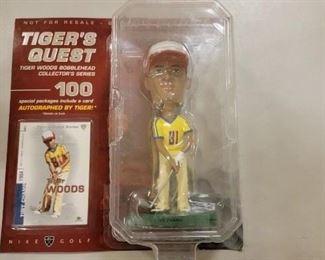 NOT FOR RESALE
TIGER'S
QUEST
TIGER WOODS BOBBLEHEAD
COLLECTOR'S SERIES
100
special packages include a card
AUTOGRAPHED BY TIGER!
WOODS
31
NIKE GOLF